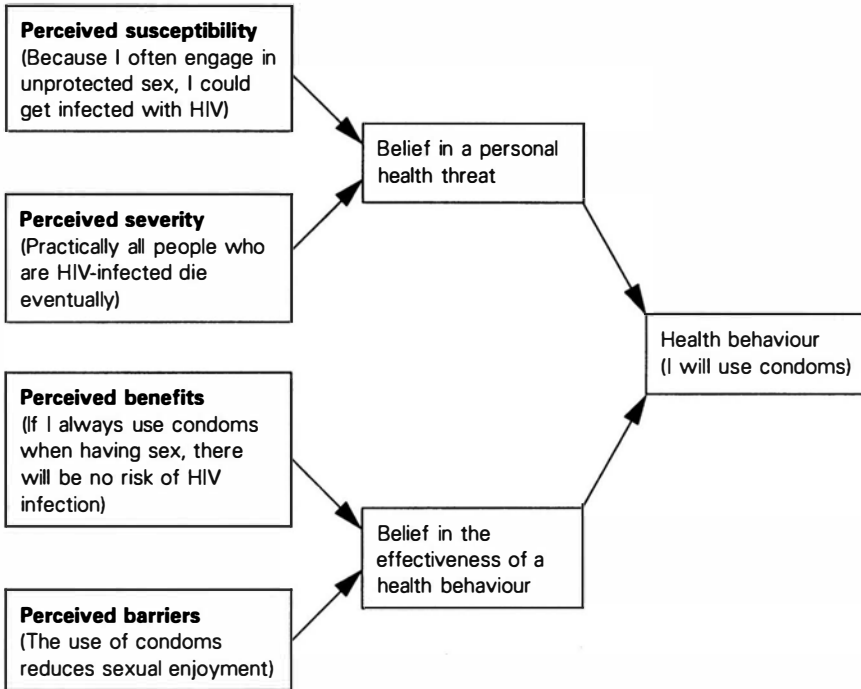 Perceived susceptibility
(Because I often engage in
unprotected sex, I could
get infected with HIV)
Belief in a personal
health threat
Perceived severity
(Practically all people who
are HIV-infected die
eventually)
Health behaviour
(I will use condoms)
Perceived benefits
(If I always use condoms
when having sex, there
will be no risk of HIV
infection)
Belief in the
effectiveness of a
health behaviour
Perceived barriers
(The use of condoms
reduces sexual enjoyment)